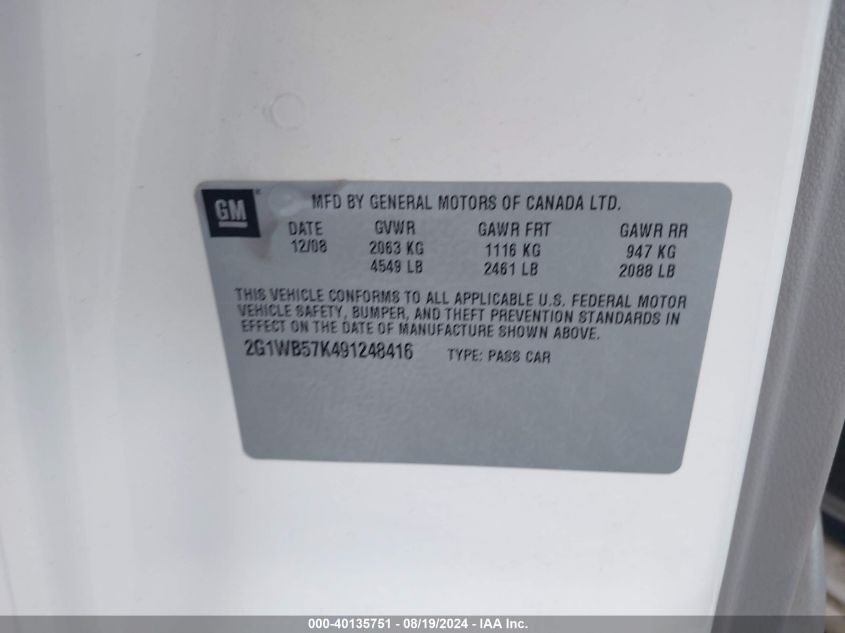 GM
MFD BY GENERAL MOTORS OF CANADA LTD.
DATE GVWR GAWR FRT GAWR RR
12/08 2063 KG 1116 KG 947 KG
4549 LB 2461 LB 2088 LB
THIS VEHICLE CONFORMS TO ALL APPLICABLE U.S. FEDERAL MOTOR
VEHICLE SAFETY, BUMPER, AND THEFT PREVENTION STANDARDS IN
EFFECT ON THE DATE OF MANUFACTURE SHOWN ABOVE.
2G1WB57K491248416 TYPE: PASS CAR
000-40135751 - 08/19/2024 - IAA Inc.